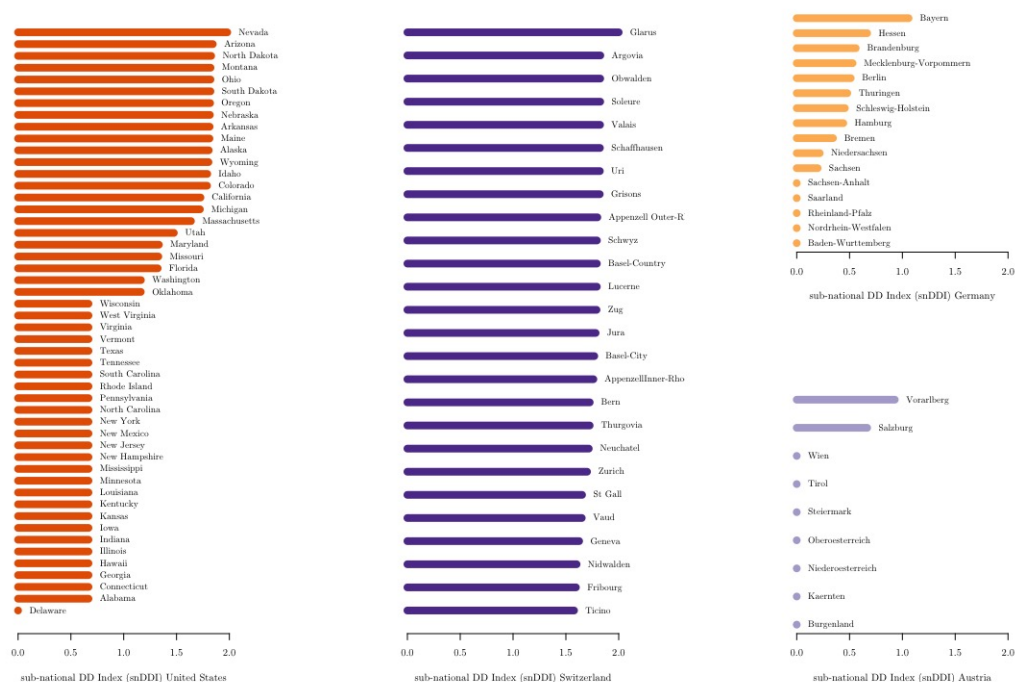 Nevada
Arizona
North Dakota
Montana
Ohio
South Dakota
Oregon
Nebraska
Arkansas
Maine
Alaska
Wyoming
Idaho
Colorado
California
Michigan
Massachusetts
Utah
Maryland
Missouri
Florida
Washington
Oklahoma
Wisconsin
West Virginia
Virginia
Vermont
Texas
Tennessee
South Carolina
Rhode Island
Pennsylvania
North Carolina
New York
New Mexico
New Jersey
New Hampshire
Mississippi
Minnesota
Louisiana
Kentucky
Kansas
Iowa
Indiana
Illinois
Hawaii
Georgia
Connecticut
Alabama
Delaware
0.0 0.5 1.0 1.5 2.0
sub-national DD Index (snDDI) United States
Glarus
Argovia
Obwalden
Soleure
Valais
Schaffhausen
Uri
Grisons
Appenzell Outer-R
Schwyz
Basel-Country
Lucerne
Zug
Jura
Basel-City
AppenzellInner-Rho
Bern
Thurgovia
Neuchatel
Zurich
St Gall
Vaud
Geneva
Nidwalden
Fribourg
Ticino
0.0 0.5 1.0 1.5 2.0
sub-national DD Index (snDDI) Switzerland
Bayern
Hessen
Brandenburg
Mecklenburg-Vorpommern
Berlin
Thuringen
Schleswig-Holstein
Hamburg
Bremen
Niedersachsen
Sachsen
Sachsen-Anhalt
Saarland
Rheinland-Pfalz
Nordrhein-Westfalen
Baden-Wurttemberg
0.0 0.5 1.0 1.5 2.0
sub-national DD Index (snDDI) Germany
Vorarlberg
Salzburg
Wien
Tirol
Steiermark
Oberoesterreich
Niederoesterreich
Kaernten
Burgenland
0.0 0.5 1.0 1.5 2.0
sub-national DD Index (snDDI) Austria